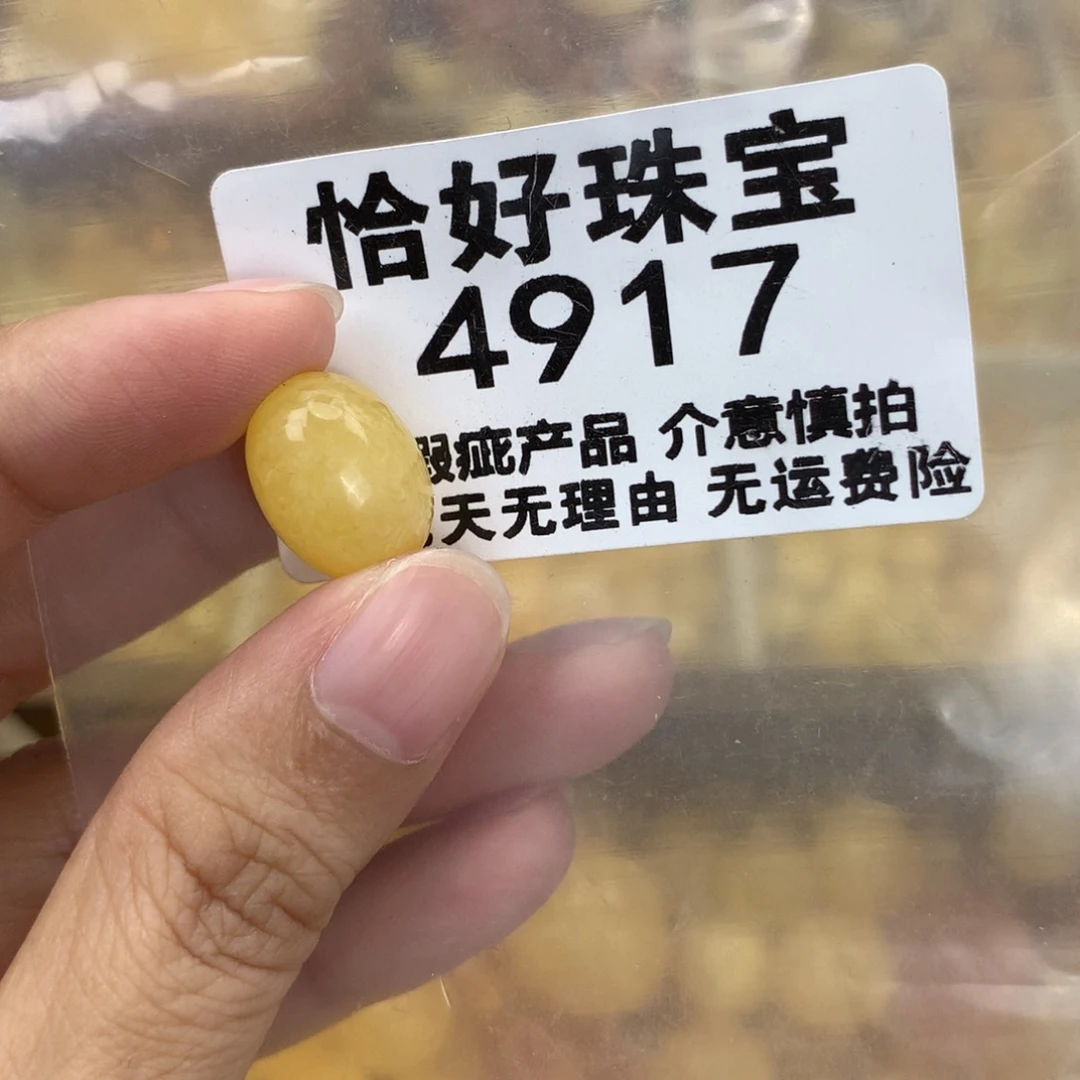 恰好珠宝
4917
瑕疵产品 介意慎拍
天无理由 无运费险